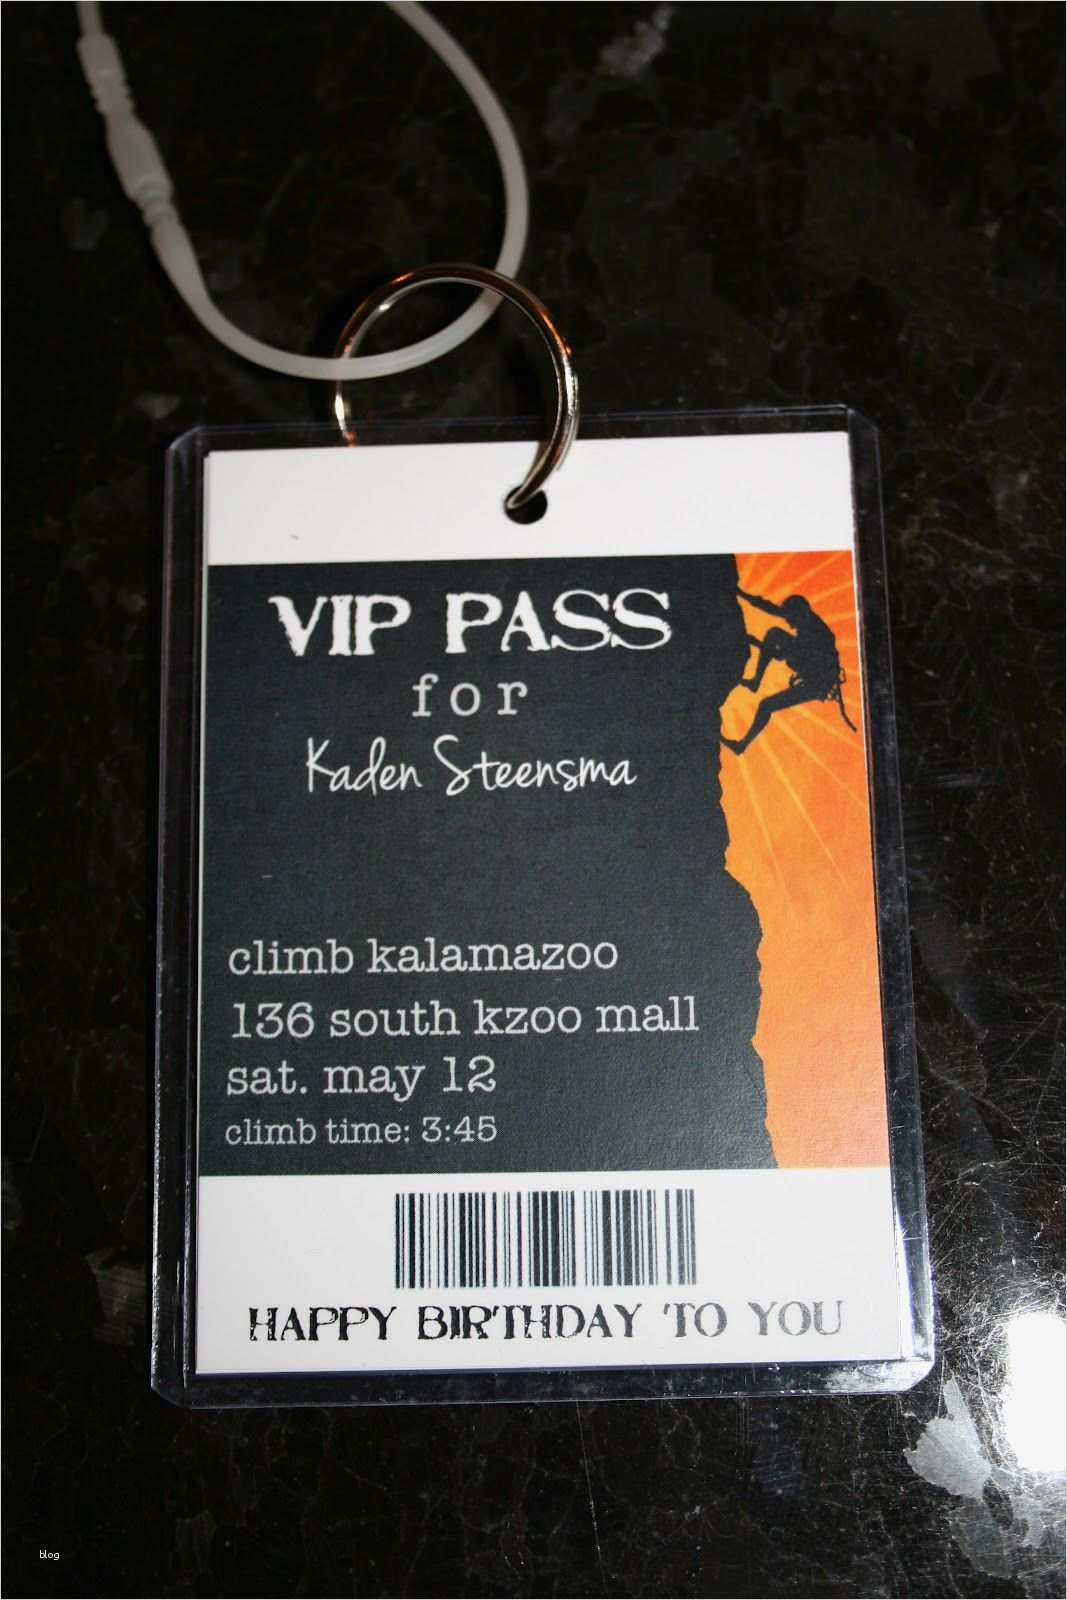 VIP PASS
for
Kaden Steensma
climb kalamazoo
136 south kzoo mall
sat. may 12
climb time: 3:45
HAPPY BIRTHDAY TO YOU
blog